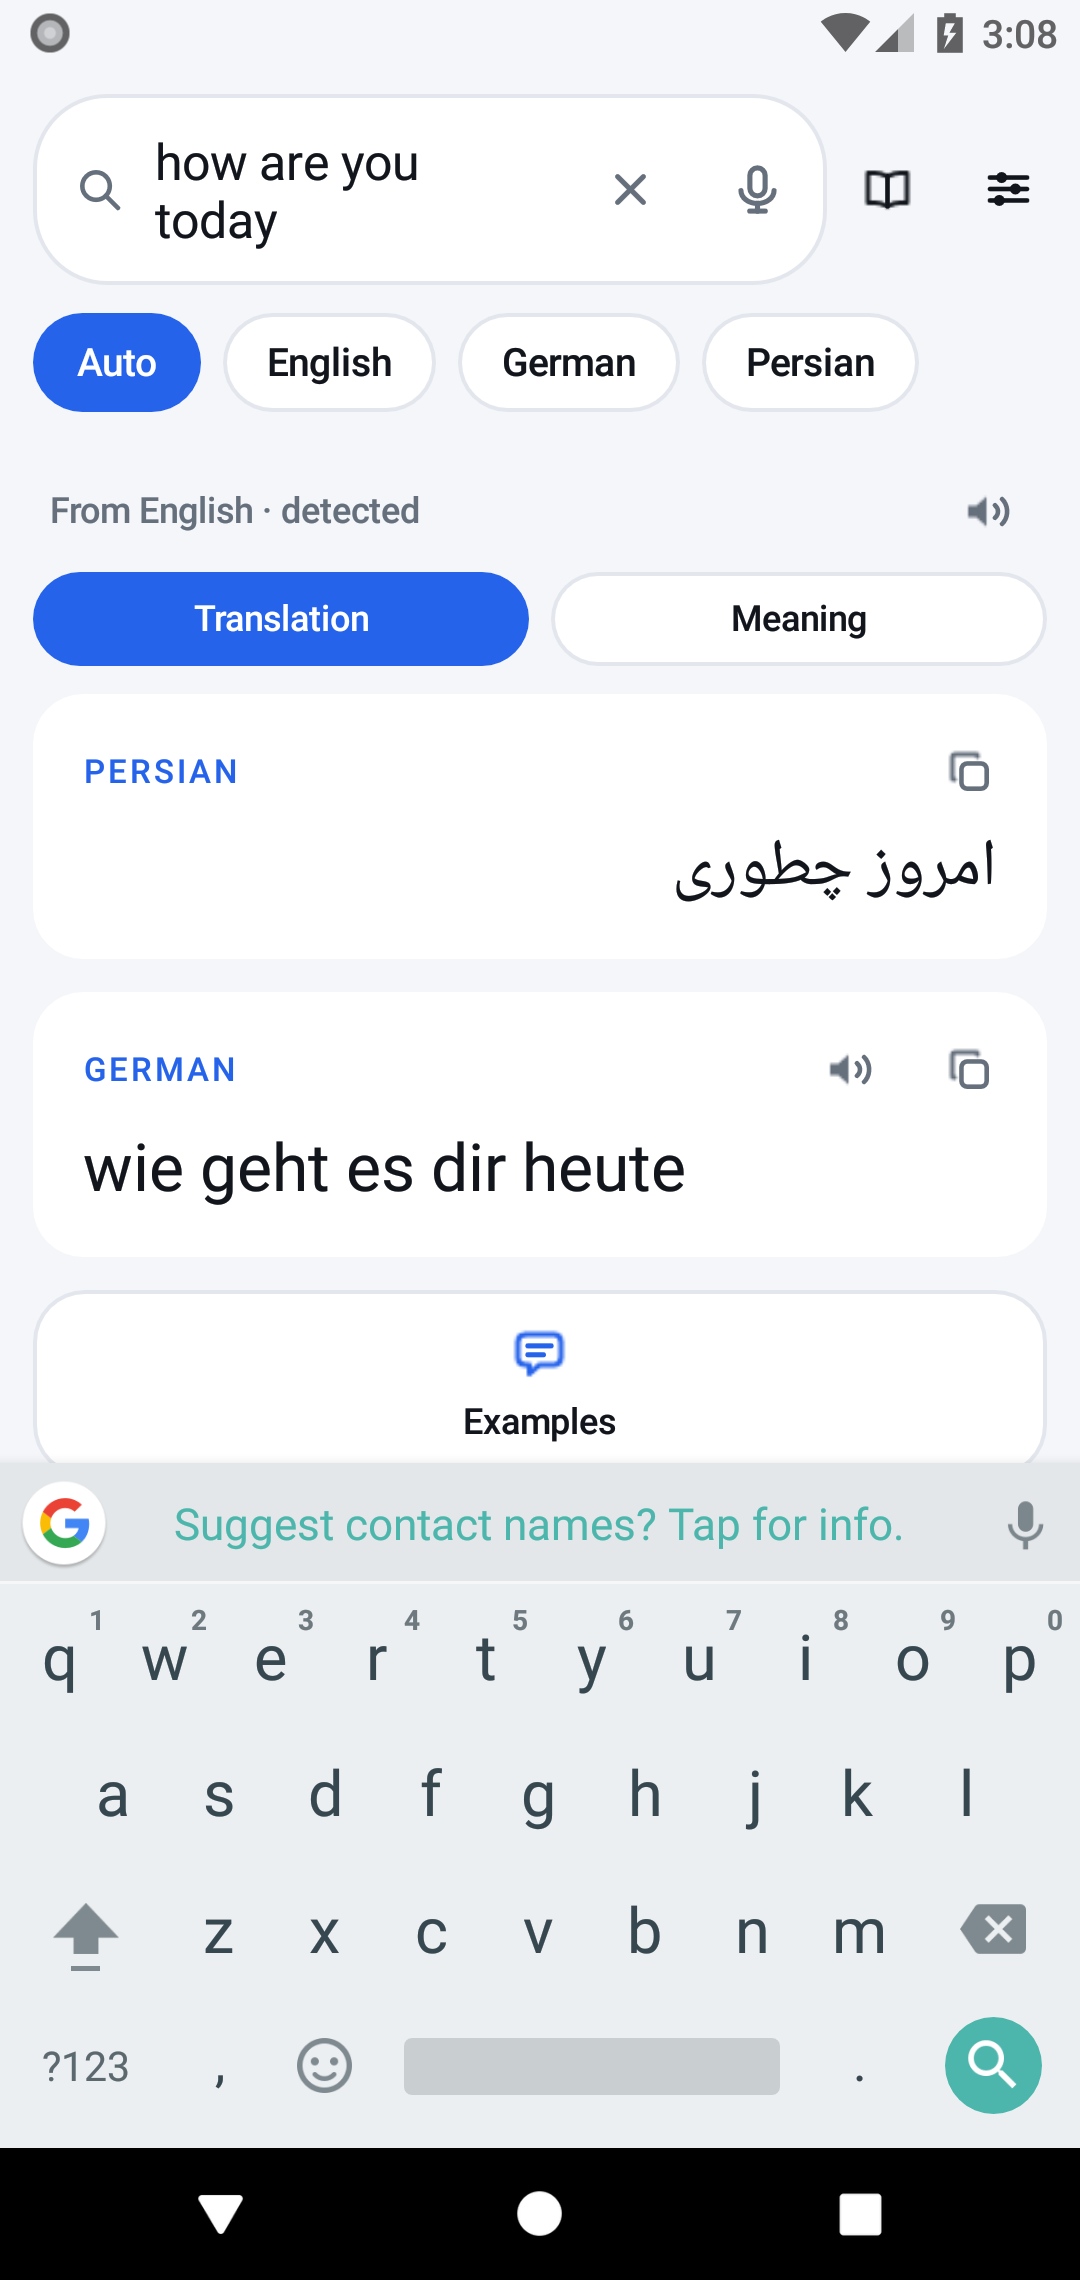 3:08
how are you
today
Auto English German Persian
From English · detected
Translation Meaning
PERSIAN
امروز چطوری
GERMAN
wie geht es dir heute
Examples
Suggest contact names? Tap for info.
1 2 3 4 5 6 7 8 9 0
q w e r t y u i o p
a s d f g h j k l
z x c v b n m
?123 , .